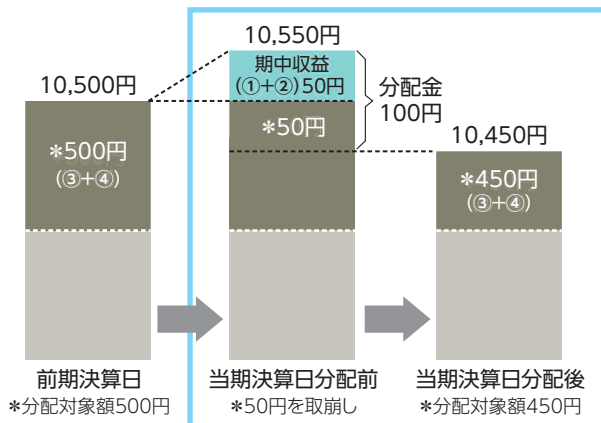 10,500円
*500円
(③+④)
前期決算日
*分配対象額500円
10,550円
期中収益
(①+②)50円
*50円
分配金
100円
当期決算日分配前
*50円を取崩し
10,450円
*450円
(③+④)
当期決算日分配後
*分配対象額450円